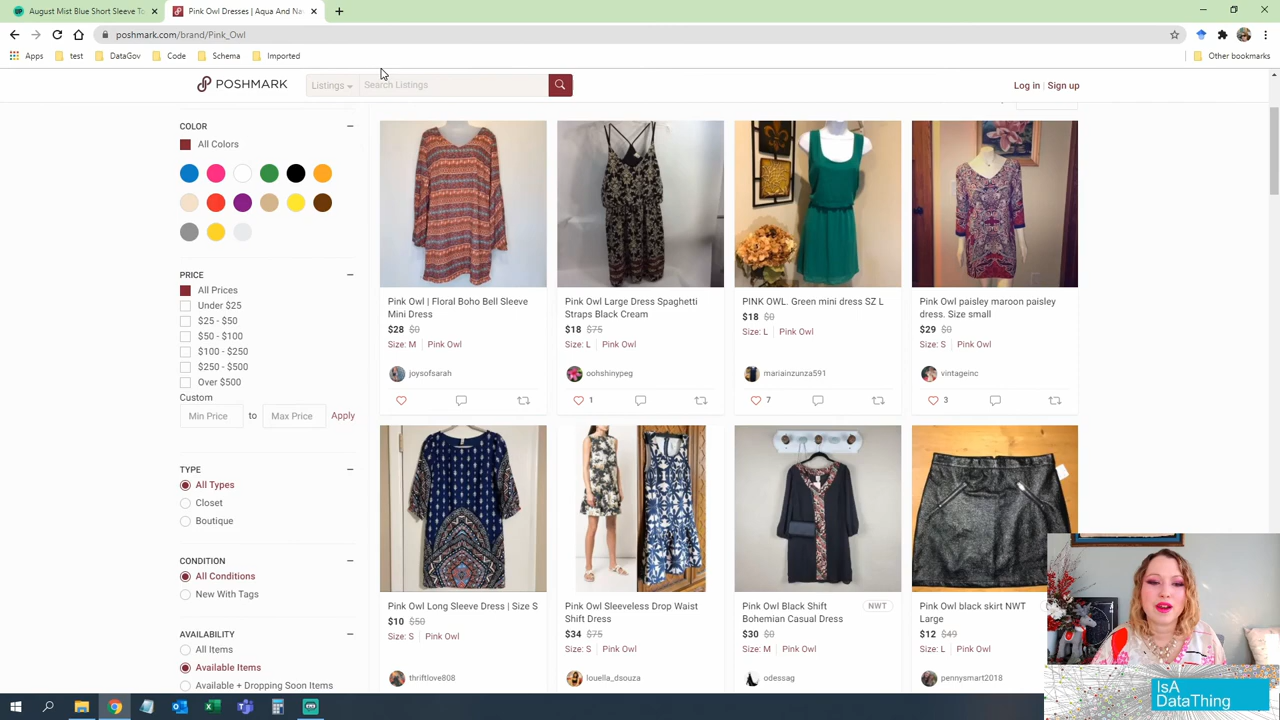 August Mist Blue Short Sleeve To
Pink Owl Dresses | Aqua And Na
poshmark.com/brand/Pink_Owl
Apps
test
DataGov
Code
Schema
Imported
Other bookmarks
POSHMARK
Listings
Search Listings
Log in | Sign up
COLOR
All Colors
PRICE
All Prices
Under $25
$25 - $50
$50 - $100
$100 - $250
$250 - $500
Over $500
Custom
Min Price to Max Price Apply
TYPE
All Types
Closet
Boutique
CONDITION
All Conditions
New With Tags
AVAILABILITY
All Items
Available Items
Available + Dropping Soon Items
Pink Owl | Floral Boho Bell Sleeve
Mini Dress
$28 $0
Size: M | Pink Owl
joysofsarah
Pink Owl Large Dress Spaghetti
Straps Black Cream
$18 $75
Size: L | Pink Owl
oohshinypeg
1
PINK OWL. Green mini dress SZ L
$18 $0
Size: L | Pink Owl
mariainzunza591
7
Pink Owl paisley maroon paisley
dress. Size small
$29 $0
Size: S | Pink Owl
vintageinc
3
Pink Owl Long Sleeve Dress | Size S
$10 $50
Size: S | Pink Owl
thriftlove808
Pink Owl Sleeveless Drop Waist
Shift Dress
$34 $75
Size: S | Pink Owl
louella_dsouza
Pink Owl Black Shift
Bohemian Casual Dress
NWT
$30 $0
Size: M | Pink Owl
odessag
Pink Owl black skirt NWT
Large
$12 $49
Size: L | Pink Owl
pennysmart2018
IsA
DataThing